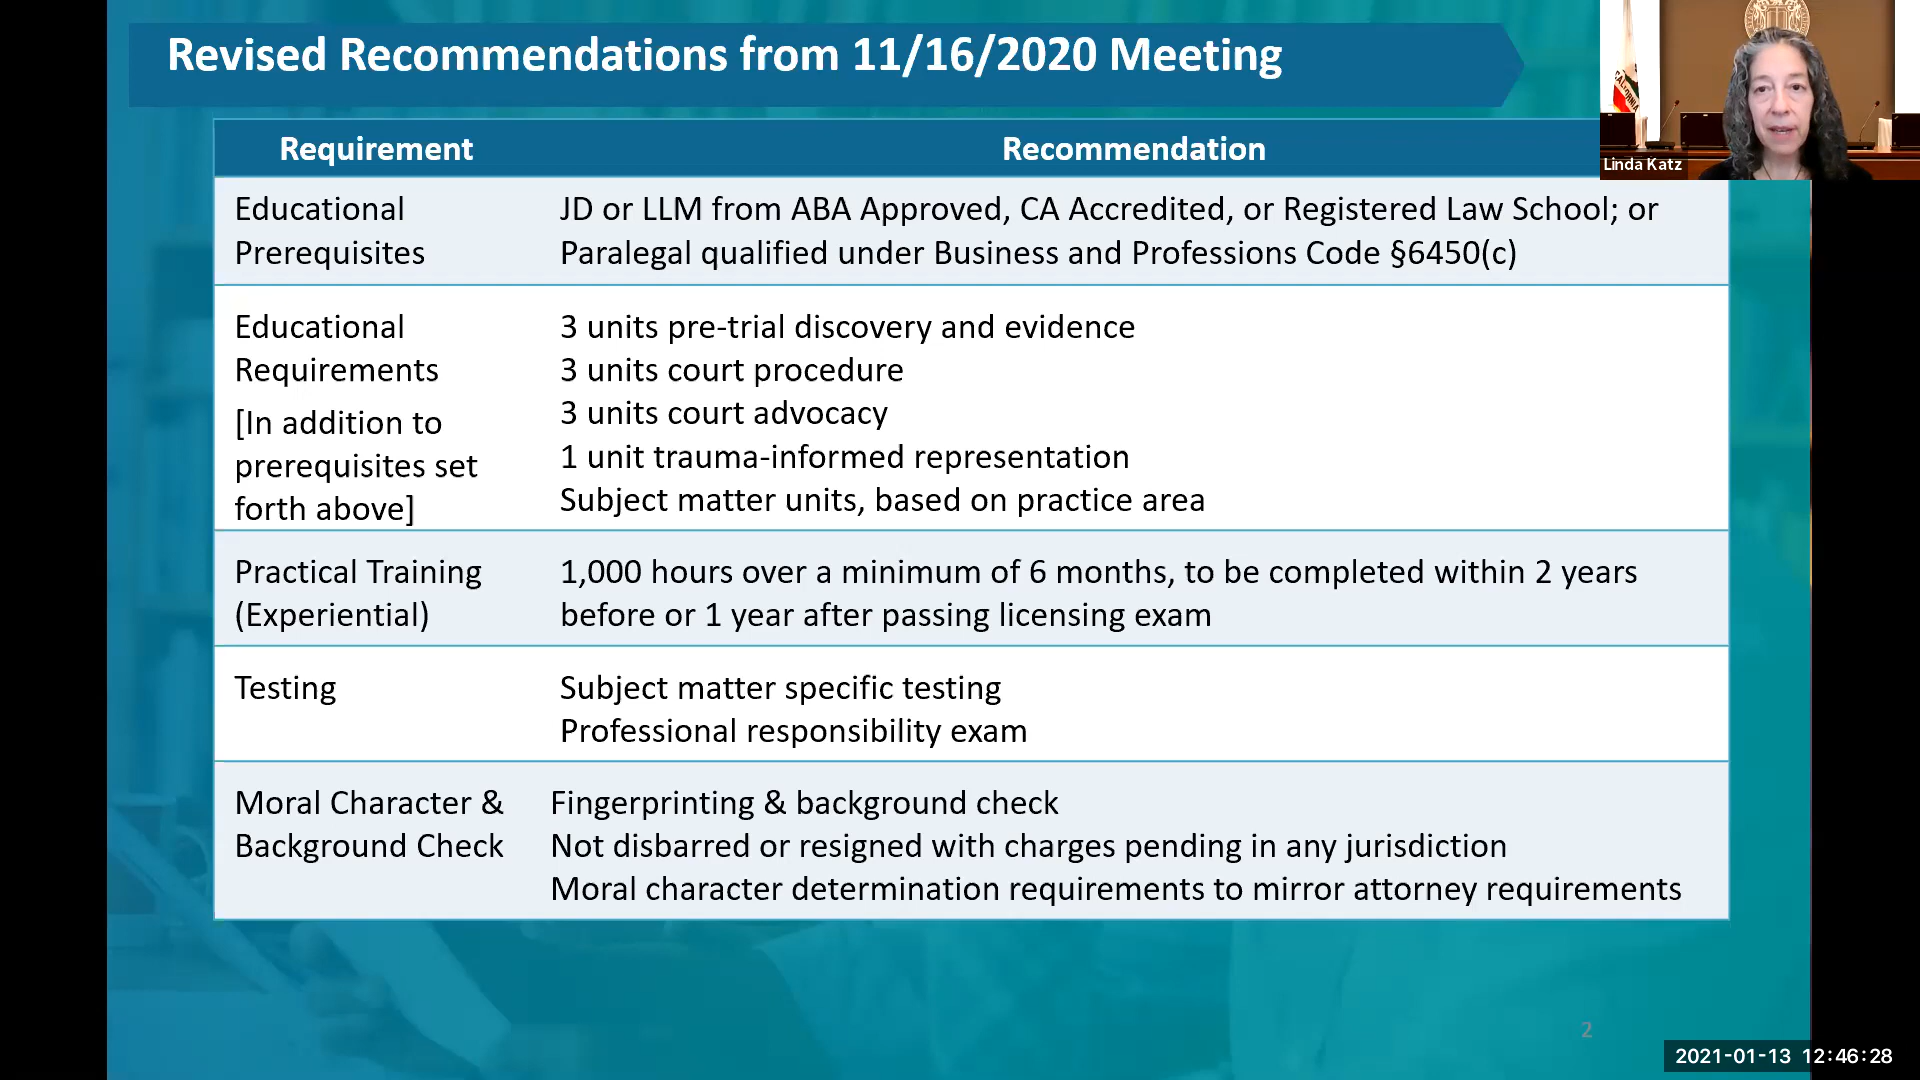 Revised Recommendations from 11/16/2020 Meeting
Requirement
Recommendation
Educational
Prerequisites
JD or LLM from ABA Approved, CA Accredited, or Registered Law School; or
Paralegal qualified under Business and Professions Code §6450(c)
Educational
Requirements
[In addition to
prerequisites set
forth above]
3 units pre-trial discovery and evidence
3 units court procedure
3 units court advocacy
1 unit trauma-informed representation
Subject matter units, based on practice area
Practical Training
(Experiential)
1,000 hours over a minimum of 6 months, to be completed within 2 years
before or 1 year after passing licensing exam
Testing
Subject matter specific testing
Professional responsibility exam
Moral Character &
Background Check
Fingerprinting & background check
Not disbarred or resigned with charges pending in any jurisdiction
Moral character determination requirements to mirror attorney requirements
CALIFORNIA
Linda Katz
2
2021-01-13 12:46:28